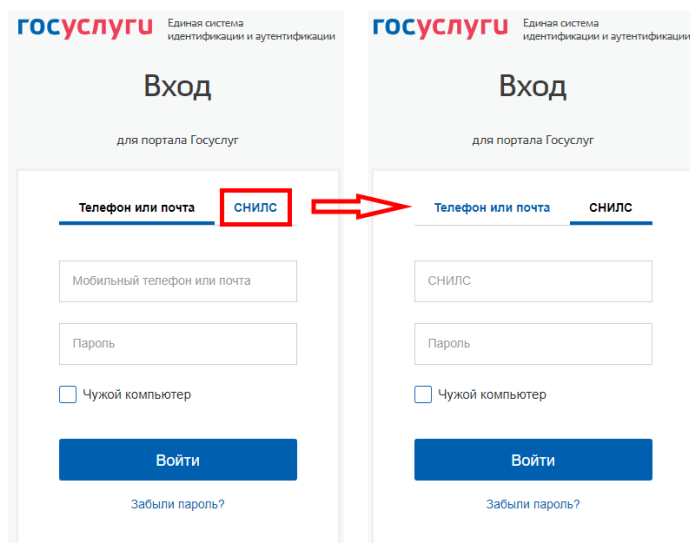 госуслуги
Единая система
идентификации и аутентификации
Вход
для портала Госуслуг
Телефон или почта СНИЛС
Мобильный телефон или почта
Пароль
Чужой компьютер
Войти
Забыли пароль?
госуслуги
Единая система
идентификации и аутентификации
Вход
для портала Госуслуг
Телефон или почта СНИЛС
СНИЛС
Пароль
Чужой компьютер
Войти
Забыли пароль?